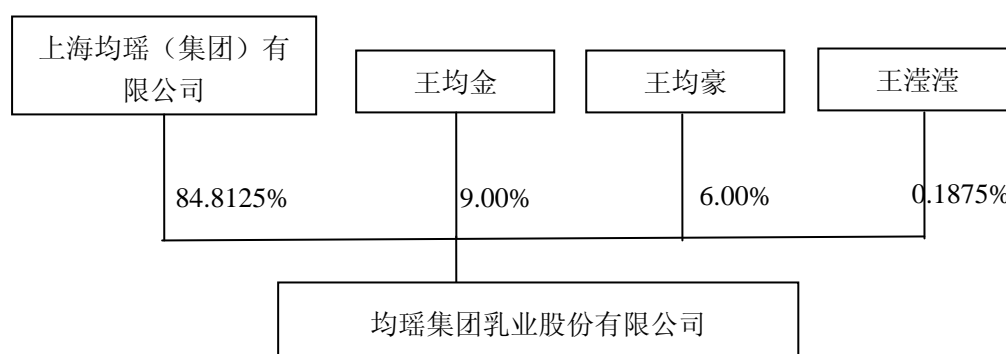 上海均瑶（集团）有
限公司
王均金
王均豪
王滢滢
84.8125%
9.00%
6.00%
0.1875%
均瑶集团乳业股份有限公司